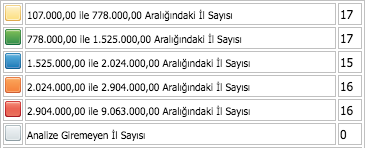 107.000,00 ile 778.000,00 Aralığındaki İl Sayısı 17
778.000,00 ile 1.525.000,00 Aralığındaki İl Sayısı 17
1.525.000,00 ile 2.024.000,00 Aralığındaki İl Sayısı 15
2.024.000,00 ile 2.904.000,00 Aralığındaki İl Sayısı 16
2.904.000,00 ile 9.063.000,00 Aralığındaki İl Sayısı 16
Analize Giremeyen İl Sayısı 0